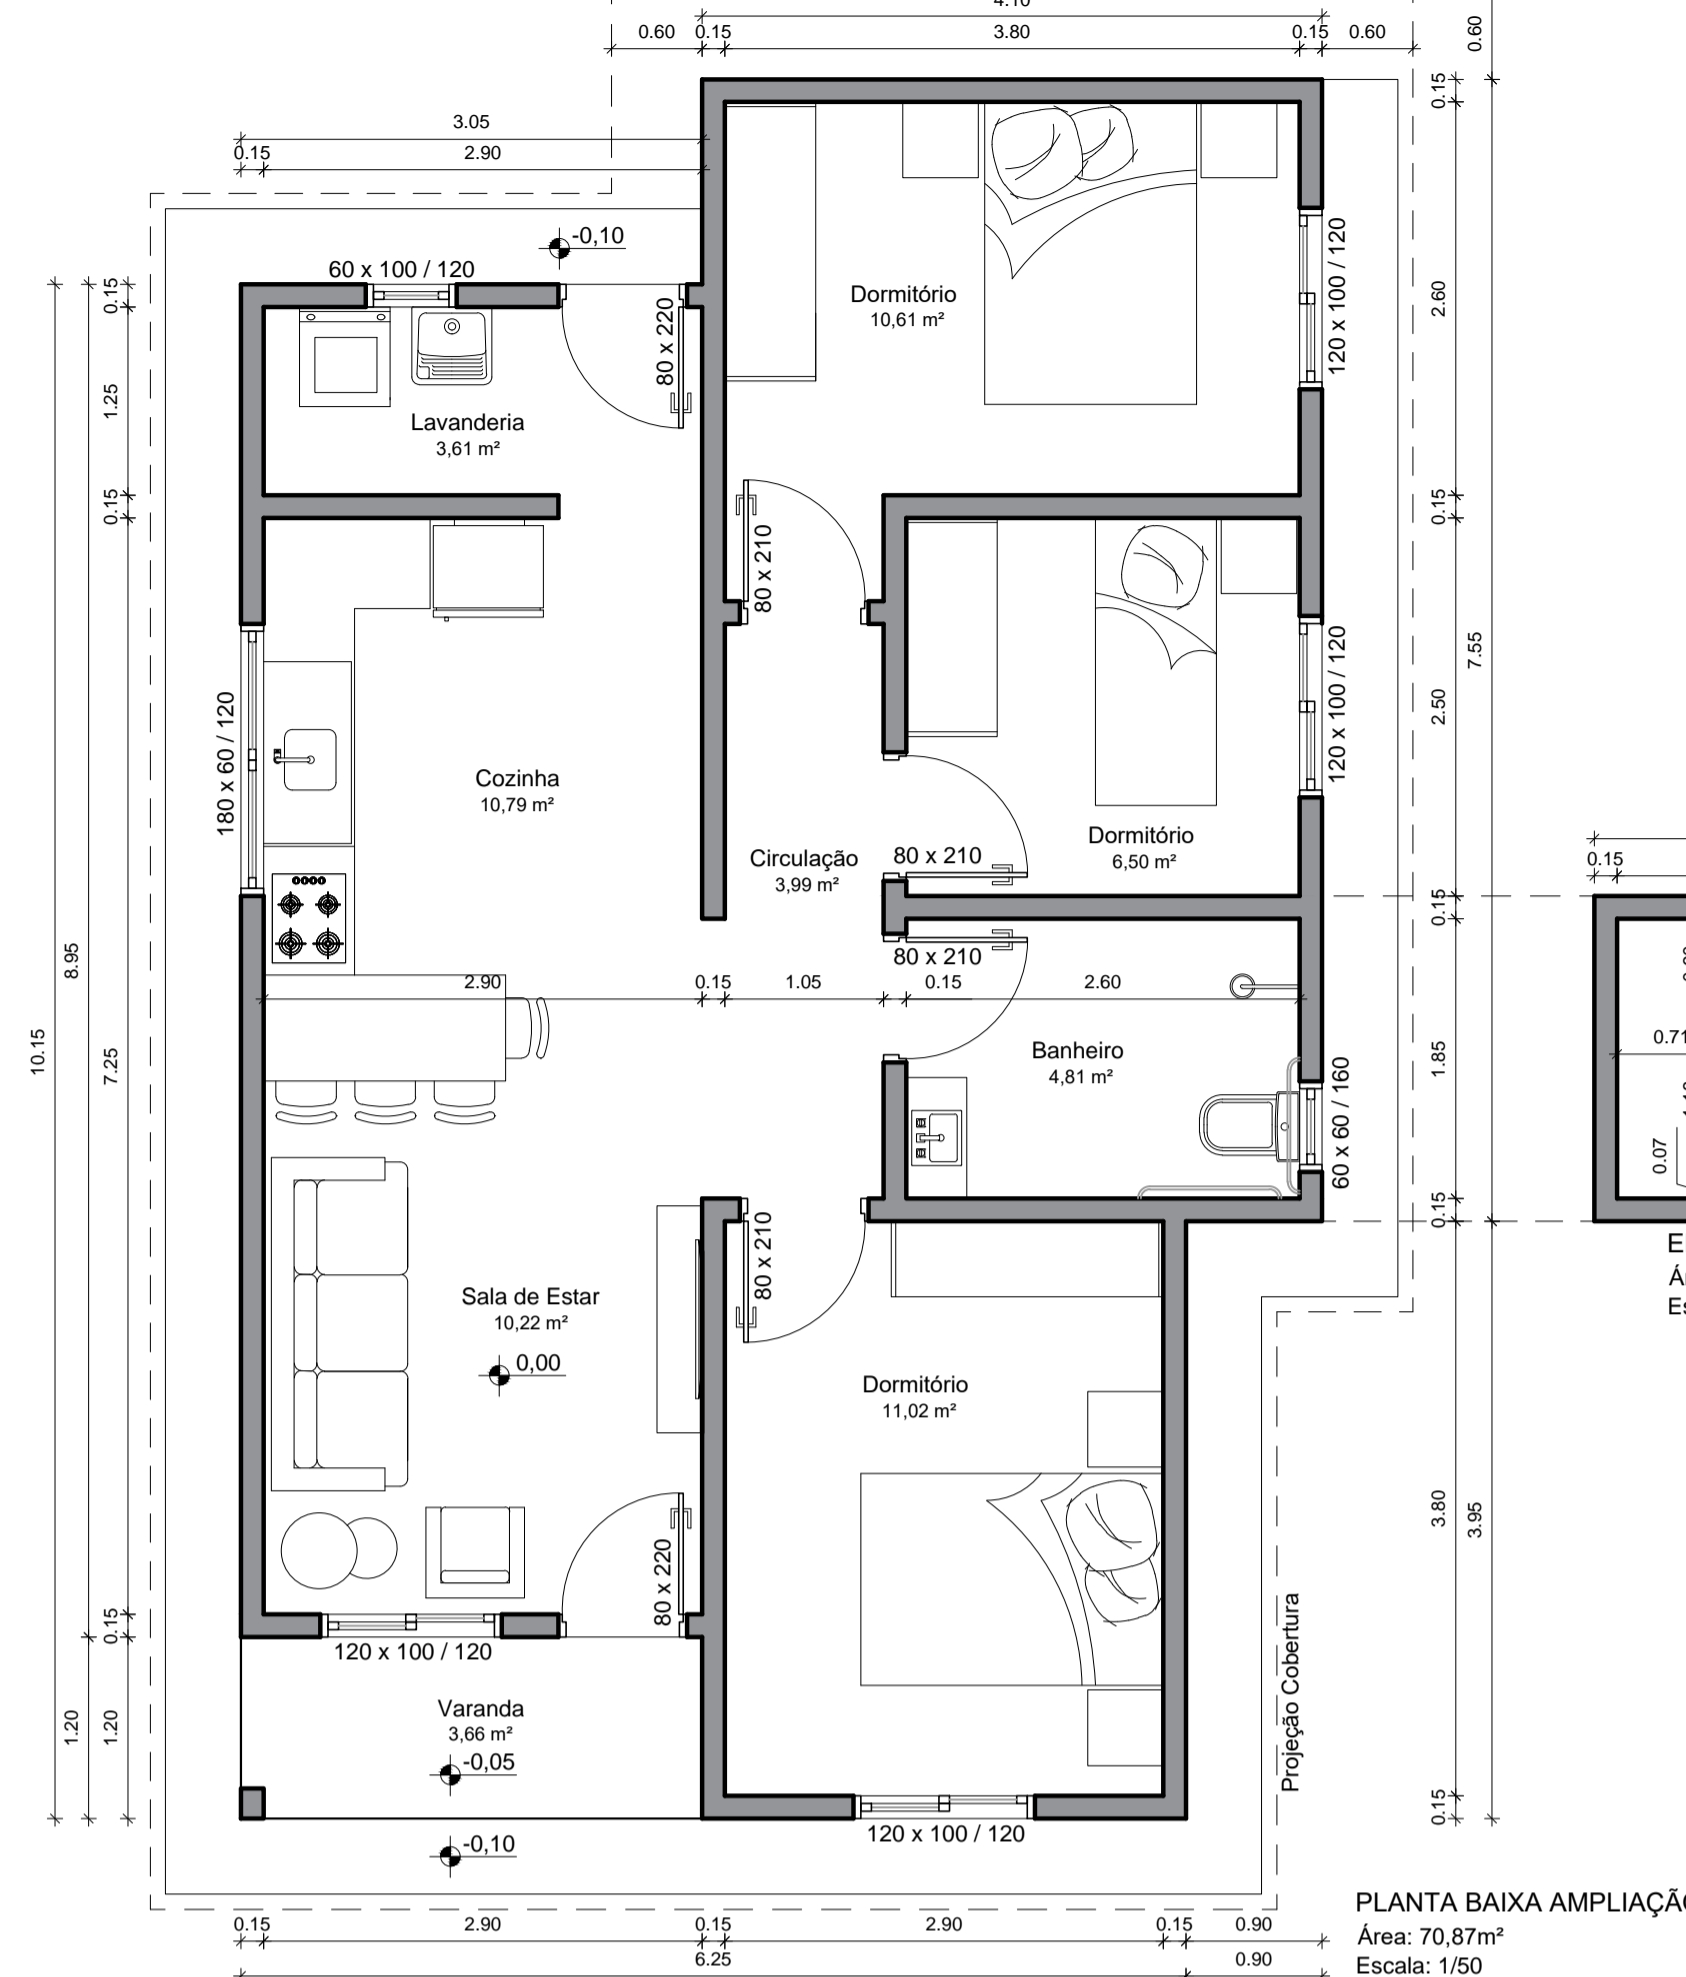 4.10
0.60 0.15 3.80 0.15 0.60
0.60
0.15
3.05
0.15 2.90
-0,10
60 x 100 / 120
80 x 220
Dormitório
10,61 m²
120 x 100 / 120
2.60
0.15
1.25
0.15
Lavanderia
3,61 m²
80 x 210
0.15
180 x 60 / 120
Cozinha
10,79 m²
120 x 100 / 120
2.50
7.55
Circulação
3,99 m²
80 x 210
Dormitório
6,50 m²
0.15
0.15
80 x 210
2.90 0.15 1.05 0.15 2.60
8.95
10.15
7.25
Banheiro
4,81 m²
60 x 60 / 160
1.85
0.15
0.71
0.07
80 x 210
Sala de Estar
10,22 m²
0,00
Dormitório
11,02 m²
3.80
3.95
80 x 220
0.15
120 x 100 / 120
Projeção Cobertura
Varanda
3,66 m²
-0,05
1.20
1.20
0.15
120 x 100 / 120
-0,10
0.15 2.90 0.15 2.90 0.15 0.90
6.25 0.90
PLANTA BAIXA AMPLIAÇÃO
Área: 70,87m²
Escala: 1/50